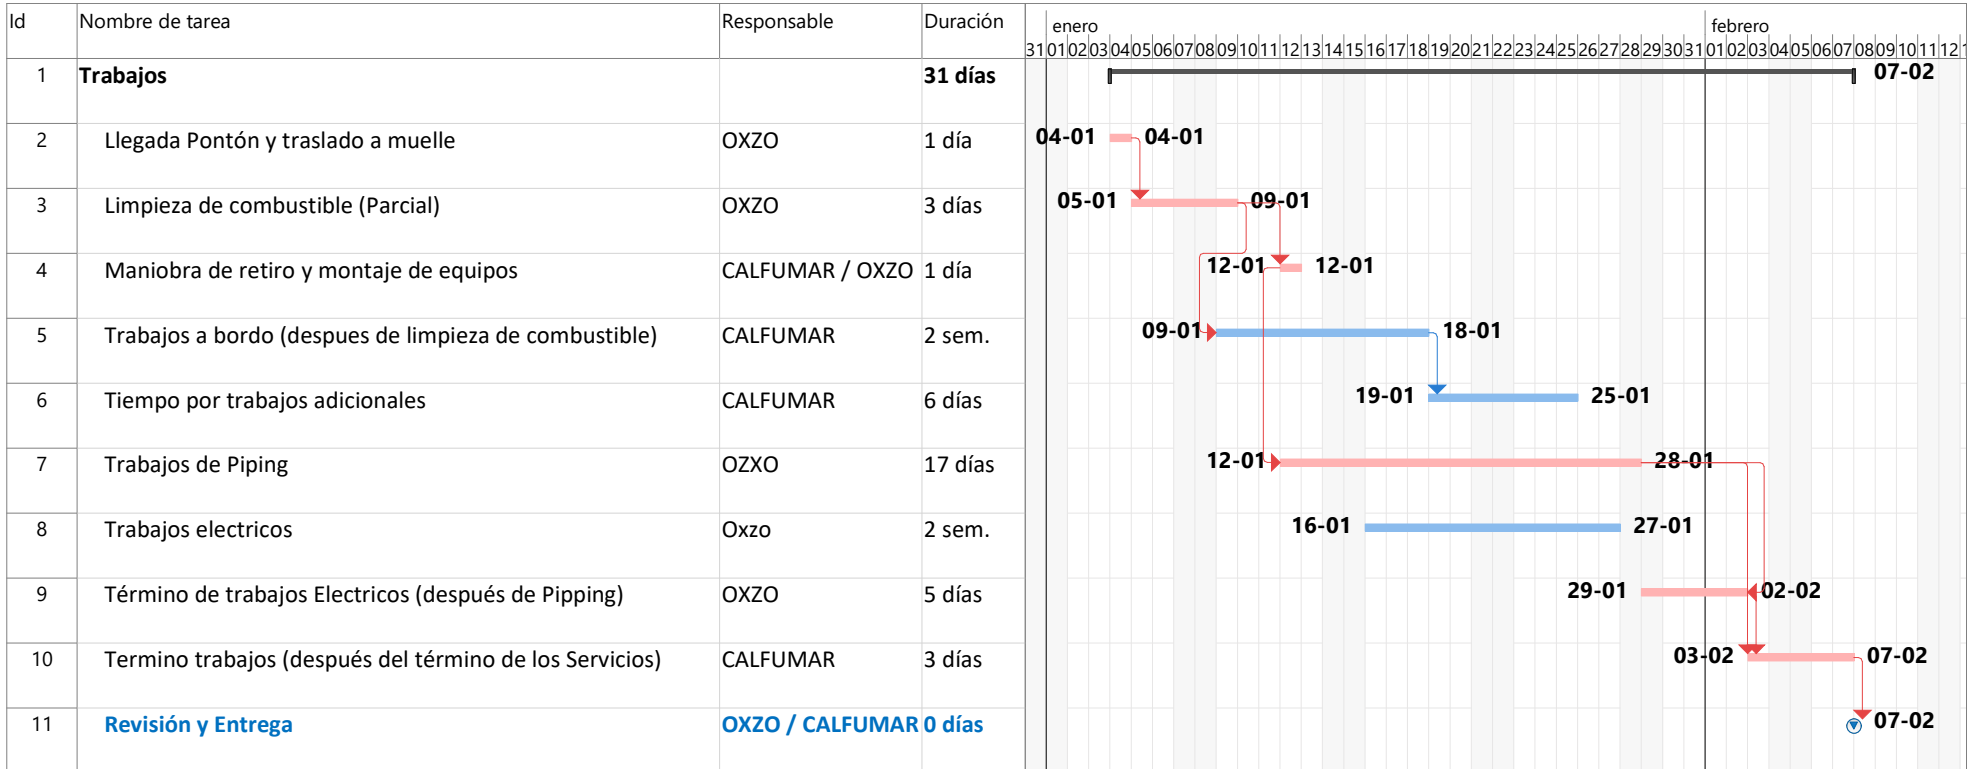 Id Nombre de tarea Responsable Duración enero febrero
31 01 02 03 04 05 06 07 08 09 10 11 12 13 14 15 16 17 18 19 20 21 22 23 24 25 26 27 28 29 30 31 01 02 03 04 05 06 07 08 09 10 11 12 1
1 Trabajos 31 días 07-02
2 Llegada Pontón y traslado a muelle OXZO 1 día 04-01 04-01
3 Limpieza de combustible (Parcial) OXZO 3 días 05-01 09-01
4 Maniobra de retiro y montaje de equipos CALFUMAR / OXZO 1 día 12-01 12-01
5 Trabajos a bordo (despues de limpieza de combustible) CALFUMAR 2 sem. 09-01 18-01
6 Tiempo por trabajos adicionales CALFUMAR 6 días 19-01 25-01
7 Trabajos de Piping OZXO 17 días 12-01 28-01
8 Trabajos electricos Oxzo 2 sem. 16-01 27-01
9 Término de trabajos Electricos (después de Pipping) OXZO 5 días 29-01 02-02
10 Termino trabajos (después del término de los Servicios) CALFUMAR 3 días 03-02 07-02
11 Revisión y Entrega OXZO / CALFUMAR 0 días 07-02